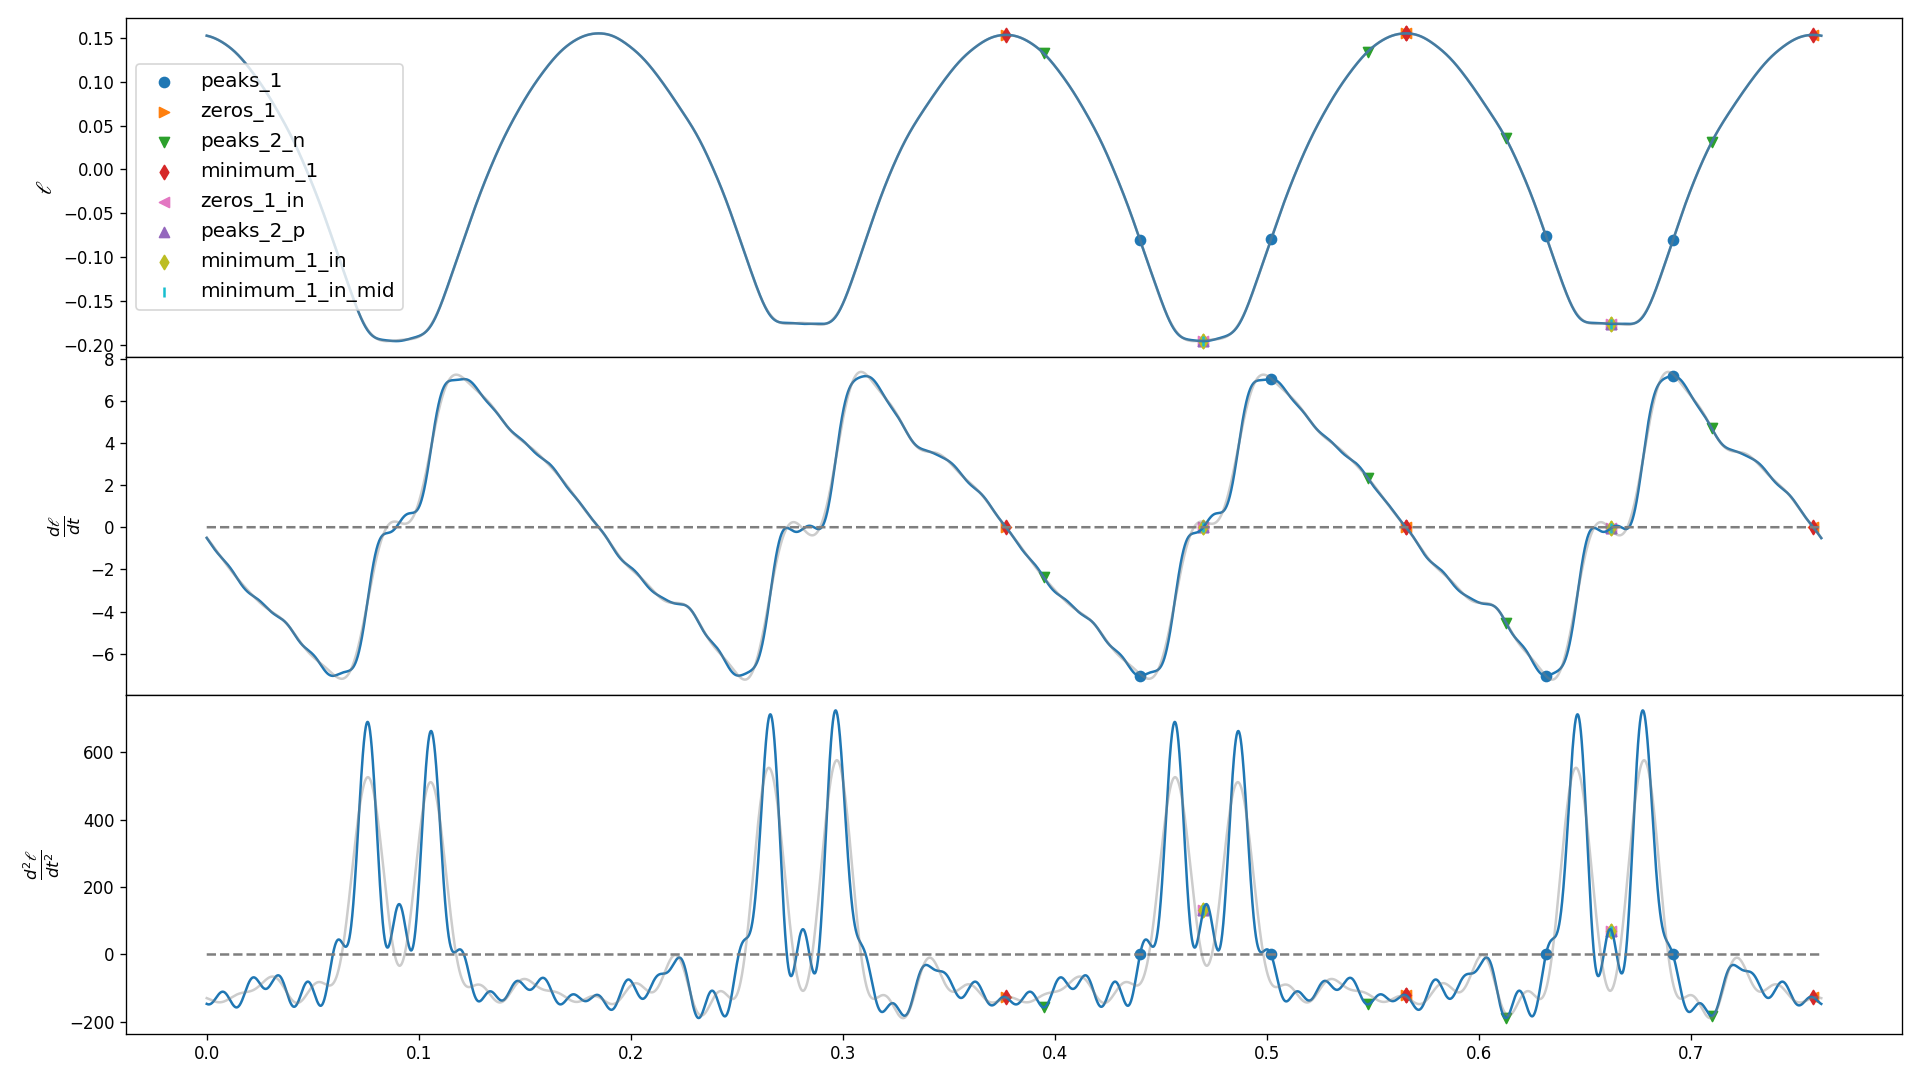 0.15
0.10
0.05
0.00
−0.05
−0.10
−0.15
−0.20
ℓ
peaks_1
zeros_1
peaks_2_n
minimum_1
zeros_1_in
peaks_2_p
minimum_1_in
minimum_1_in_mid
8
6
4
2
0
−2
−4
−6
dℓ
dt
600
400
200
0
−200
d²ℓ
dt²
0.0 0.1 0.2 0.3 0.4 0.5 0.6 0.7